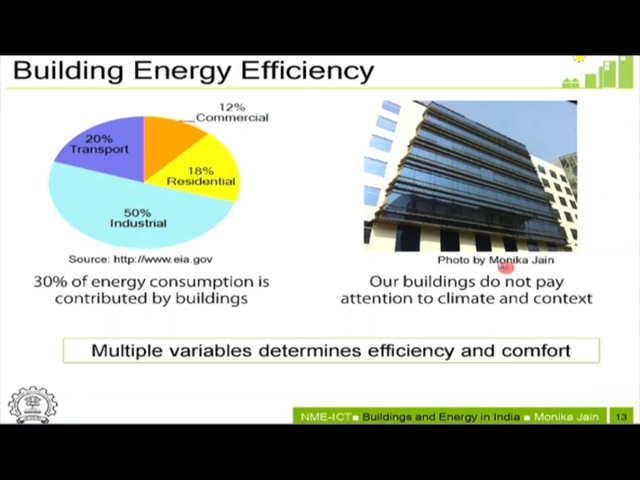 Building Energy Efficiency
12%
Commercial
20%
Transport
18%
Residential
50%
Industrial
Source: http://www.eia.gov
Photo by Monika Jain
30% of energy consumption is
contributed by buildings
Our buildings do not pay
attention to climate and context
Multiple variables determines efficiency and comfort
NME-ICT■ Buildings and Energy in India ■ Monika Jain 13